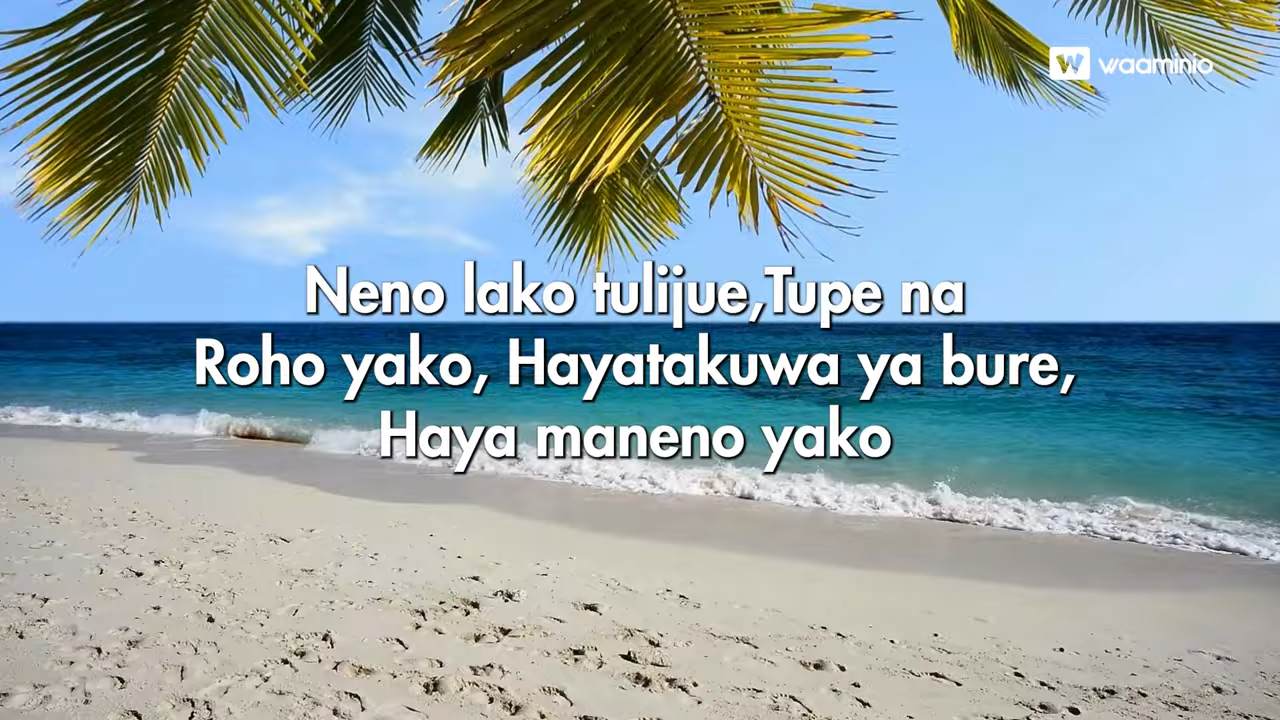 waaminio
Neno lako tulijue,Tupe na
Roho yako, Hayatakuwa ya bure,
Haya maneno yako